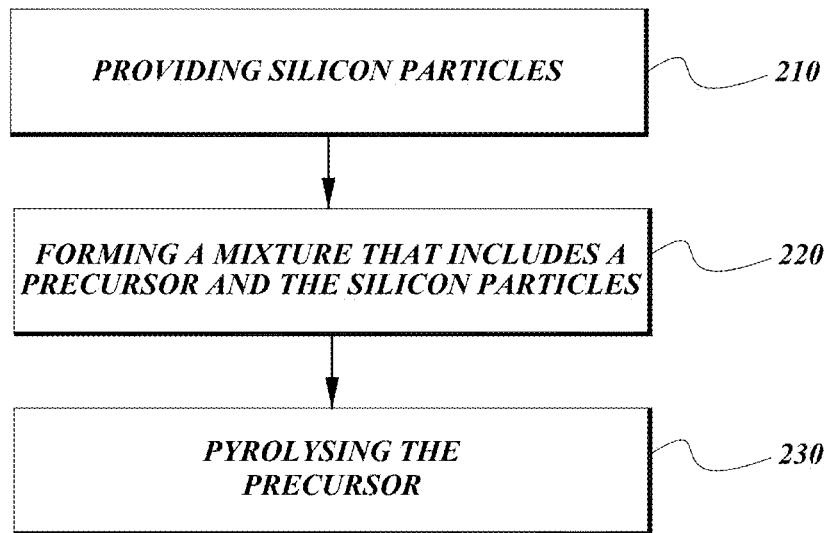 PROVIDING SILICON PARTICLES
210
FORMING A MIXTURE THAT INCLUDES A
PRECURSOR AND THE SILICON PARTICLES
220
PYROLYSING THE
PRECURSOR
230